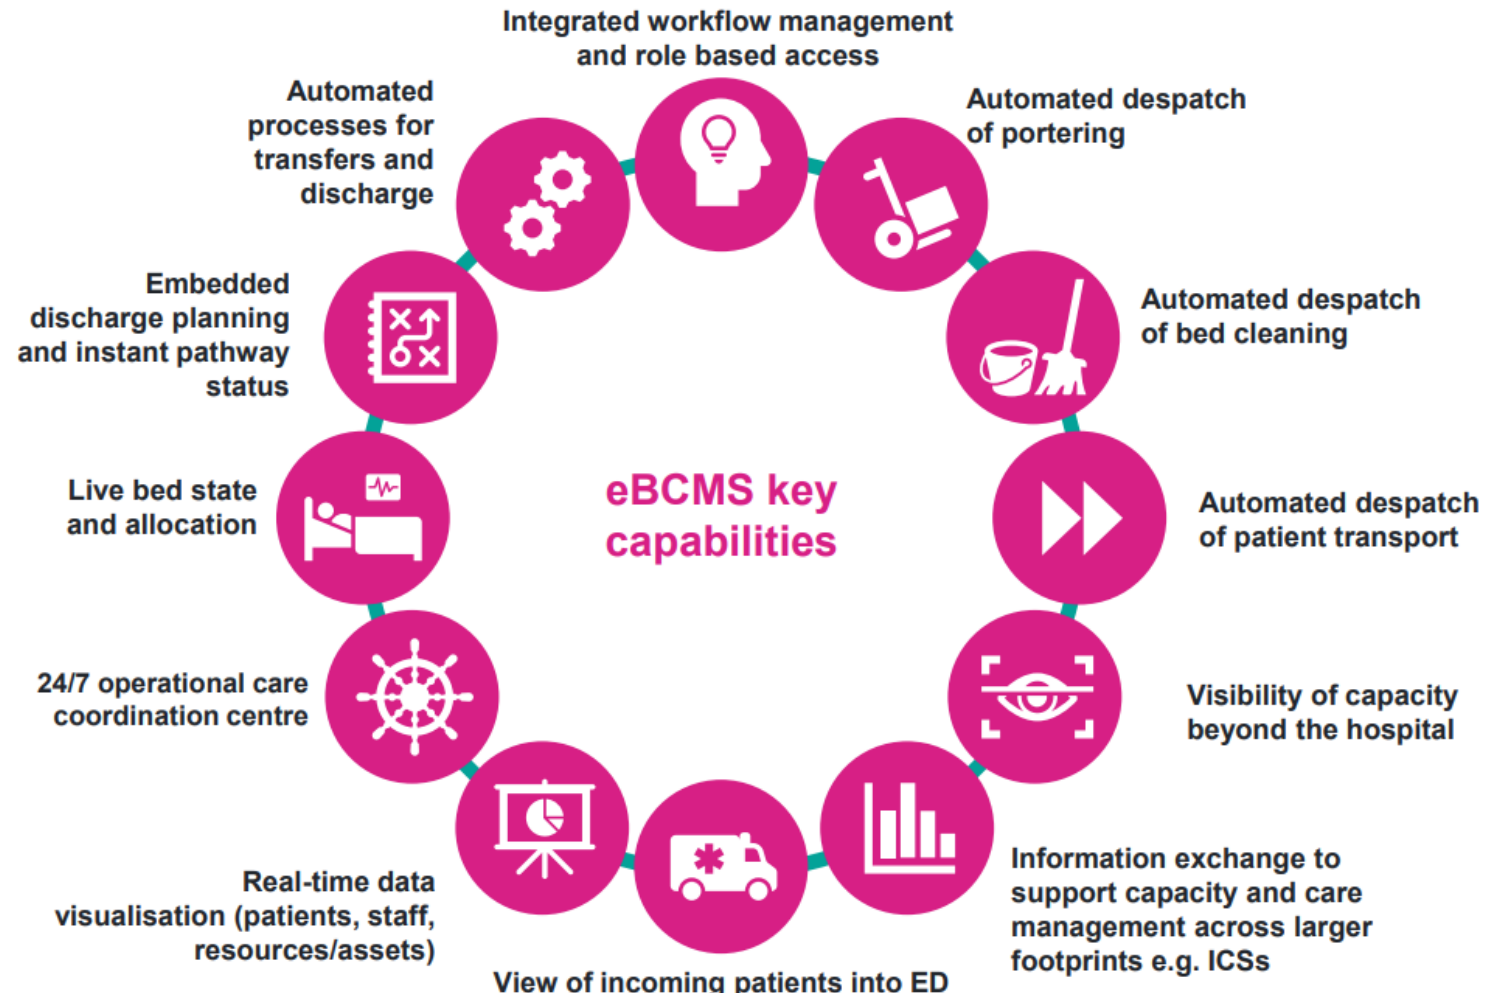 Integrated workflow management
and role based access
Automated despatch
of portering
Automated despatch
of bed cleaning
Automated despatch
of patient transport
Visibility of capacity
beyond the hospital
Information exchange to
support capacity and care
management across larger
footprints e.g. ICSs
View of incoming patients into ED
Real-time data
visualisation (patients, staff,
resources/assets)
24/7 operational care
coordination centre
Live bed state
and allocation
Embedded
discharge planning
and instant pathway
status
Automated
processes for
transfers and
discharge
eBCMS key
capabilities